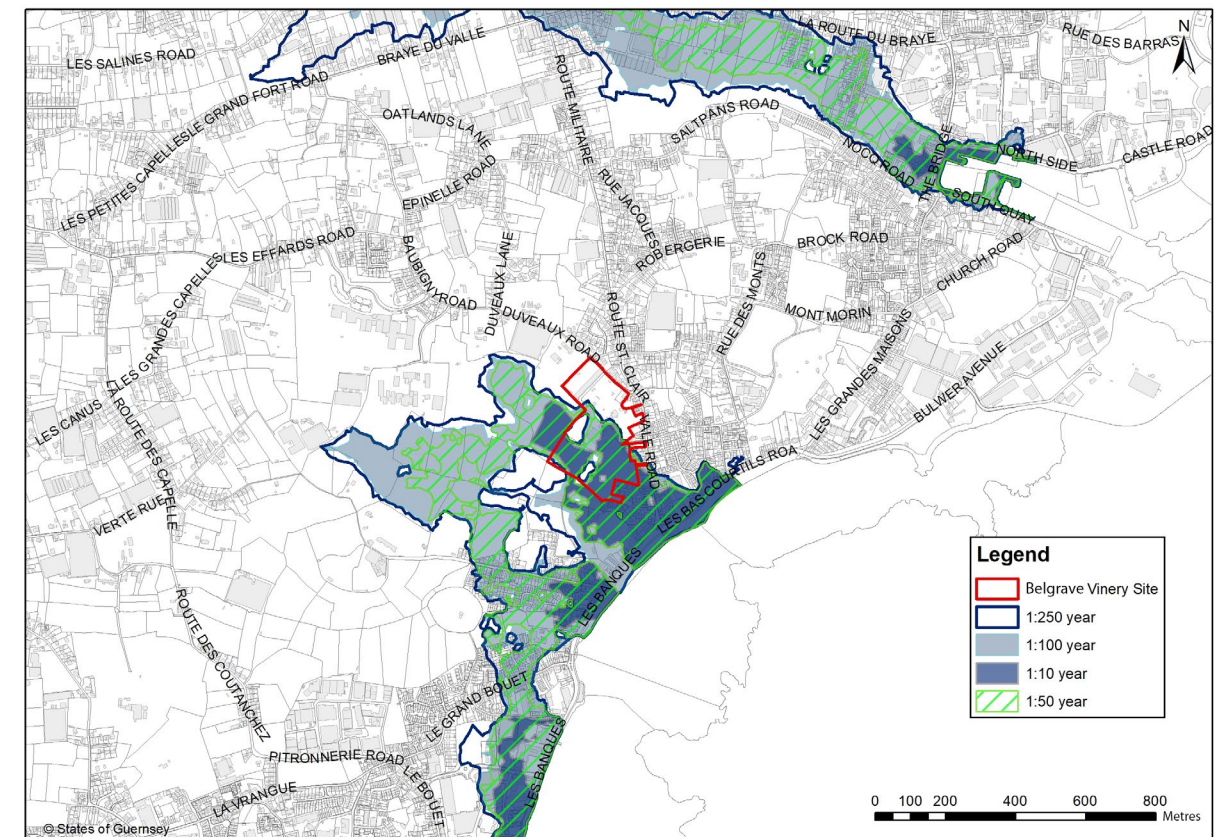 LA ROUTE DU BRAYE
RUE DES BARRAS
N
LES SALINES ROAD
BRAYE DU VALLE
LE GRAND FORT ROAD
ROUTE MILITAIRE
OATLANDS LANE
SALTPANS ROAD
THE BRIDGE
NORTH SIDE
CASTLE ROAD
NOCQ ROAD
LES PETITES CAPELLES
EPINELLE ROAD
RUE JACQUES
SOUTH QUAY
LES EFFARDS ROAD
BAUBIGNY ROAD
DUVEAUX LANE
ROBERGERIE
BROCK ROAD
CHURCH ROAD
LES GRANDES CAPELLES
RUE DES MONTS
MONT MORIN
DUVEAUX ROAD
ROUTE ST. CLAIR
LES GRANDES MAISONS
BULWER AVENUE
LES CANUS
LA ROUTE DES CAPELLE
VALE ROAD
LES BAS COURTILS ROA
VERTE RUE
LES BANQUES
ROUTE DES COUTANCHEZ
LE GRAND BOUET
PITRONNERIE ROAD
LE BOUET
LES BANQUES
LA VRANGUE
Legend
Belgrave Vinery Site
1:250 year
1:100 year
1:10 year
1:50 year
0 100 200 400 600 800
Metres
© States of Guernsey